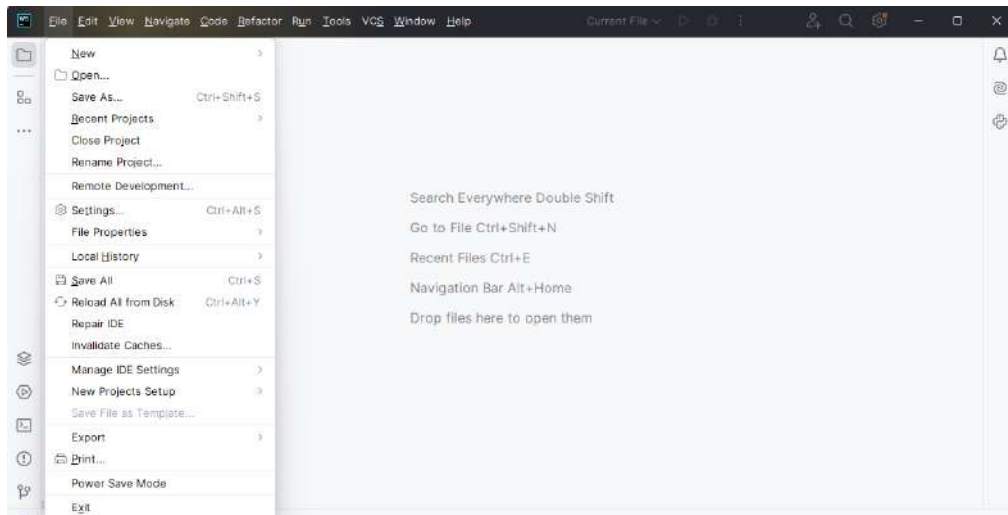 File Edit View Navigate Code Refactor Run Tools VCS Window Help Current File
New
Open...
Save As... Ctrl+Shift+S
Recent Projects
Close Project
Rename Project...
Remote Development...
Settings... Ctrl+Alt+S
File Properties
Local History
Save All Ctrl+S
Reload All from Disk Ctrl+Alt+Y
Repair IDE
Invalidate Caches...
Manage IDE Settings
New Projects Setup
Save File as Template...
Export
Print...
Power Save Mode
Exit
Search Everywhere Double Shift
Go to File Ctrl+Shift+N
Recent Files Ctrl+E
Navigation Bar Alt+Home
Drop files here to open them